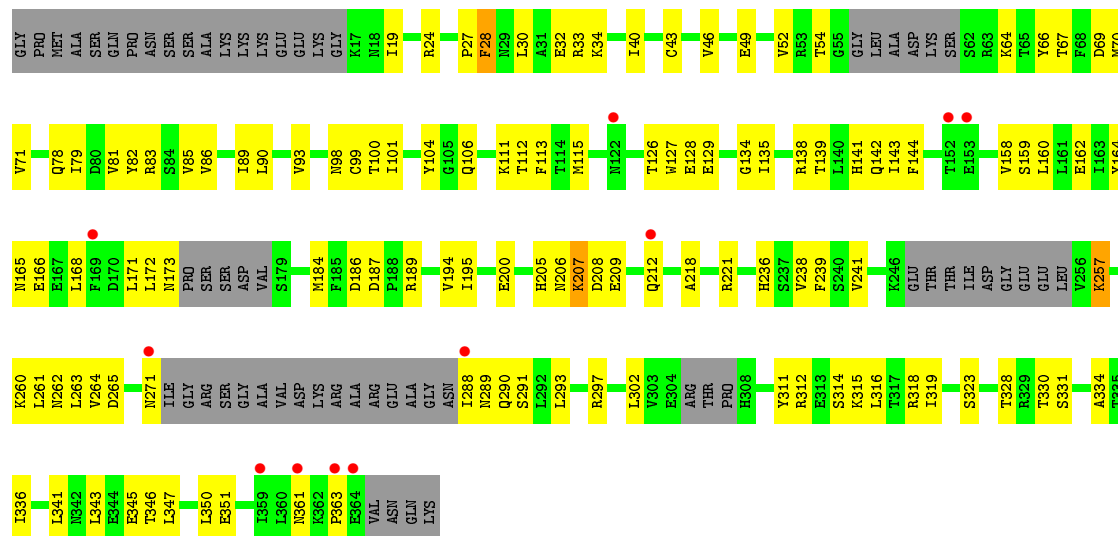 GLY PRO MET ALA SER GLN PRO ASN SER SER ALA LYS LYS LYS GLU GLU LYS GLY K17 N18 I19 R24 P27 F28 N29 L30 A31 E32 R33 K34 I40 C43 V46 E49 V52 R53 T54 G55 GLY LEU ALA ASP LYS SER S62 R63 K64 T65 Y66 T67 F68 D69 M70
V71 Q78 I79 D80 V81 Y82 R83 S84 V85 V86 I89 L90 V93 N98 C99 T100 I101 Y104 G105 Q106 K111 T112 F113 T114 M115 N122 T126 W127 E128 E129 G134 I135 R138 T139 L140 H141 Q142 I143 F144 T152 E153 V158 S159 L160 L161 E162 I163 Y164
N165 E166 E167 L168 F169 D170 L171 L172 N173 PRO SER SER ASP VAL S179 M184 F185 D186 D187 P188 R189 V194 I195 E200 H205 N206 K207 D208 E209 Q212 A218 R221 H236 S237 V238 F239 S240 V241 K246 GLU THR THR ILE ASP GLY GLU GLU LEU V256 K257
K260 L261 N262 L263 V264 D265 N271 ILE GLY ARG SER GLY ALA VAL ASP LYS ARG ALA ARG GLU ALA GLY ASN I288 N289 Q290 S291 L292 L293 R297 L302 V303 E304 ARG THR PRO H308 Y311 R312 E313 S314 K315 L316 T317 R318 I319 S323 T328 R329 T330 S331 A334 T335
I336 L341 N342 L343 E344 E345 T346 L347 L350 E351 I359 L360 N361 K362 P363 E364 VAL ASN GLN LYS